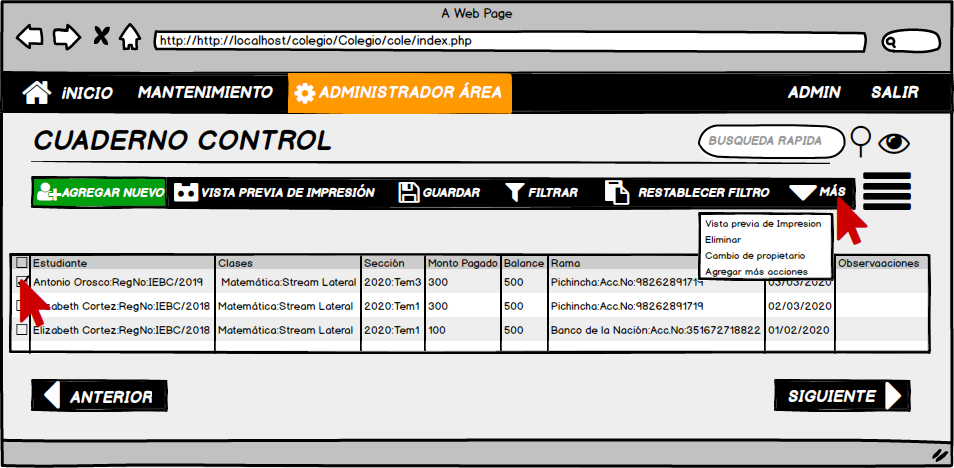 A Web Page
http://http://localhost/colegio/Colegio/cole/index.php
iNICIO MANTENIMIENTO ADMINISTRADOR ÁREA ADMIN SALIR
CUADERNO CONTROL BUSQUEDA RAPIDA
AGREGAR NUEVO VISTA PREVIA DE IMPRESIÓN GUARDAR FILTRAR RESTABLECER FILTRO MÁS
Vista previa de Impresion
Eliminar
Cambio de propietario
Agregar más acciones
Estudiante Clases Sección Monto Pagado Balance Rama Observaaciones
Antonio Orosco:RegNo:IEBC/2019 Matemática:Stream Lateral 2020:Tem3 300 500 Pichincha:Acc.No:98262891719 03/03/2020
Elizabeth Cortez:RegNo:IEBC/2018 Matemática:Stream Lateral 2020:Tem1 300 500 Pichincha:Acc.No:98262891719 02/03/2020
Elizabeth Cortez:RegNo:IEBC/2018 Matemática:Stream Lateral 2020:Tem1 100 500 Banco de la Nación:Acc.No:351672718822 01/02/2020
ANTERIOR SIGUIENTE